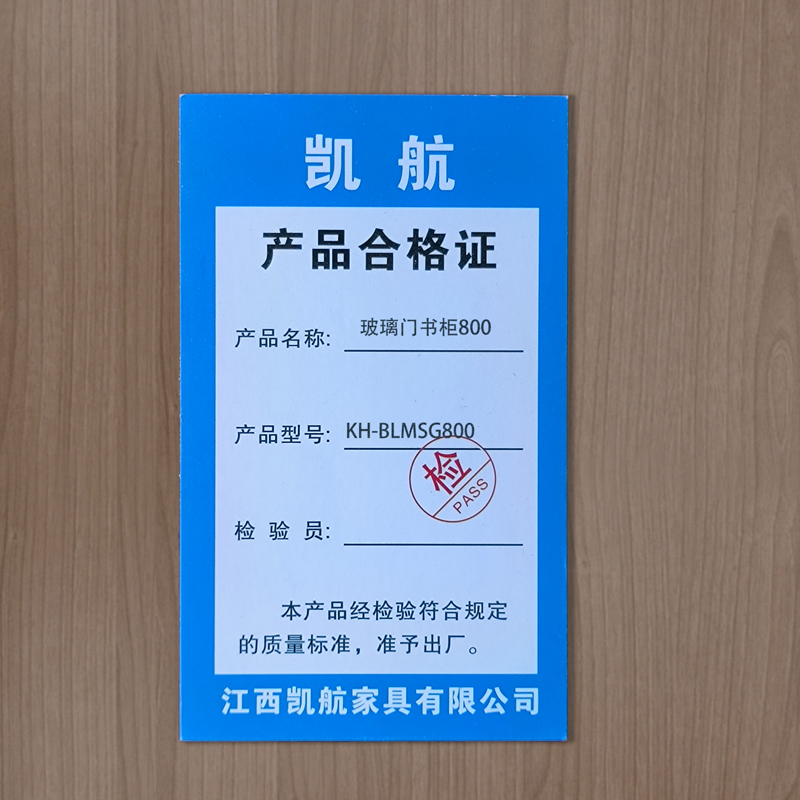 凯 航
产品合格证
产品名称: 玻璃门书柜800
产品型号: KH-BLMSG800
检
PASS
检 验 员:
本产品经检验符合规定
的质量标准，准予出厂。
江西凯航家具有限公司